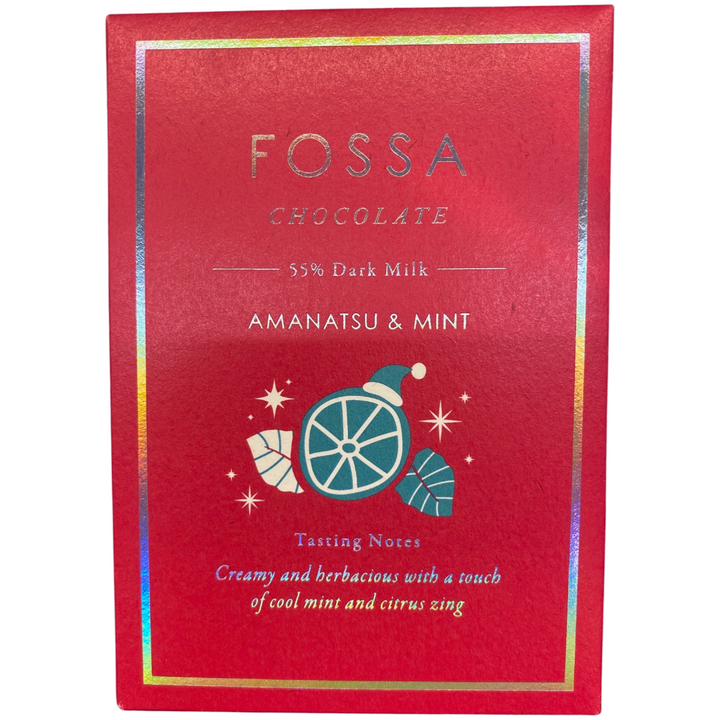 FOSSA
CHOCOLATE
55% Dark Milk
AMANATSU & MINT
Tasting Notes
Creamy and herbacious with a touch
of cool mint and citrus zing